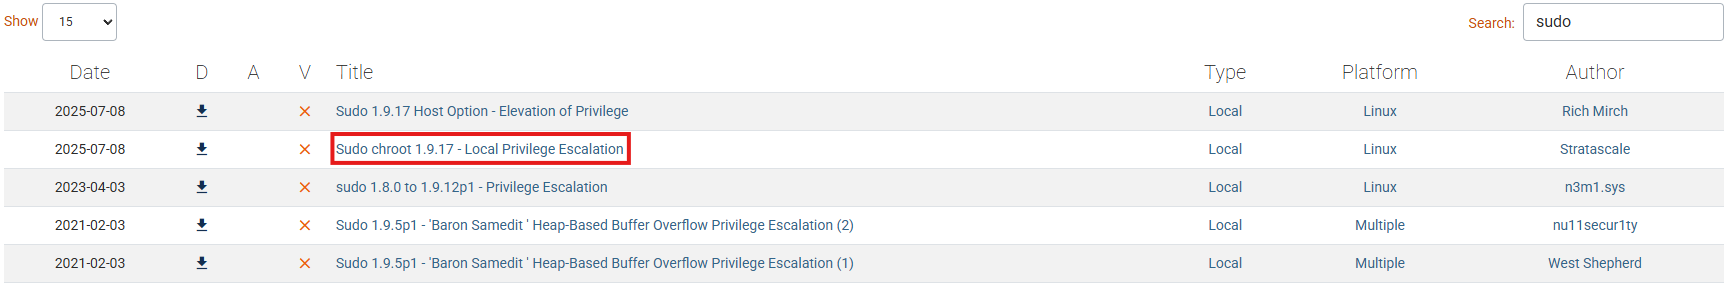 Show 15 Search: sudo
Date D A V Title Type Platform Author
2025-07-08 Sudo 1.9.17 Host Option - Elevation of Privilege Local Linux Rich Mirch
2025-07-08 Sudo chroot 1.9.17 - Local Privilege Escalation Local Linux Stratascale
2023-04-03 sudo 1.8.0 to 1.9.12p1 - Privilege Escalation Local Linux n3m1.sys
2021-02-03 Sudo 1.9.5p1 - 'Baron Samedit ' Heap-Based Buffer Overflow Privilege Escalation (2) Local Multiple nu11secur1ty
2021-02-03 Sudo 1.9.5p1 - 'Baron Samedit ' Heap-Based Buffer Overflow Privilege Escalation (1) Local Multiple West Shepherd